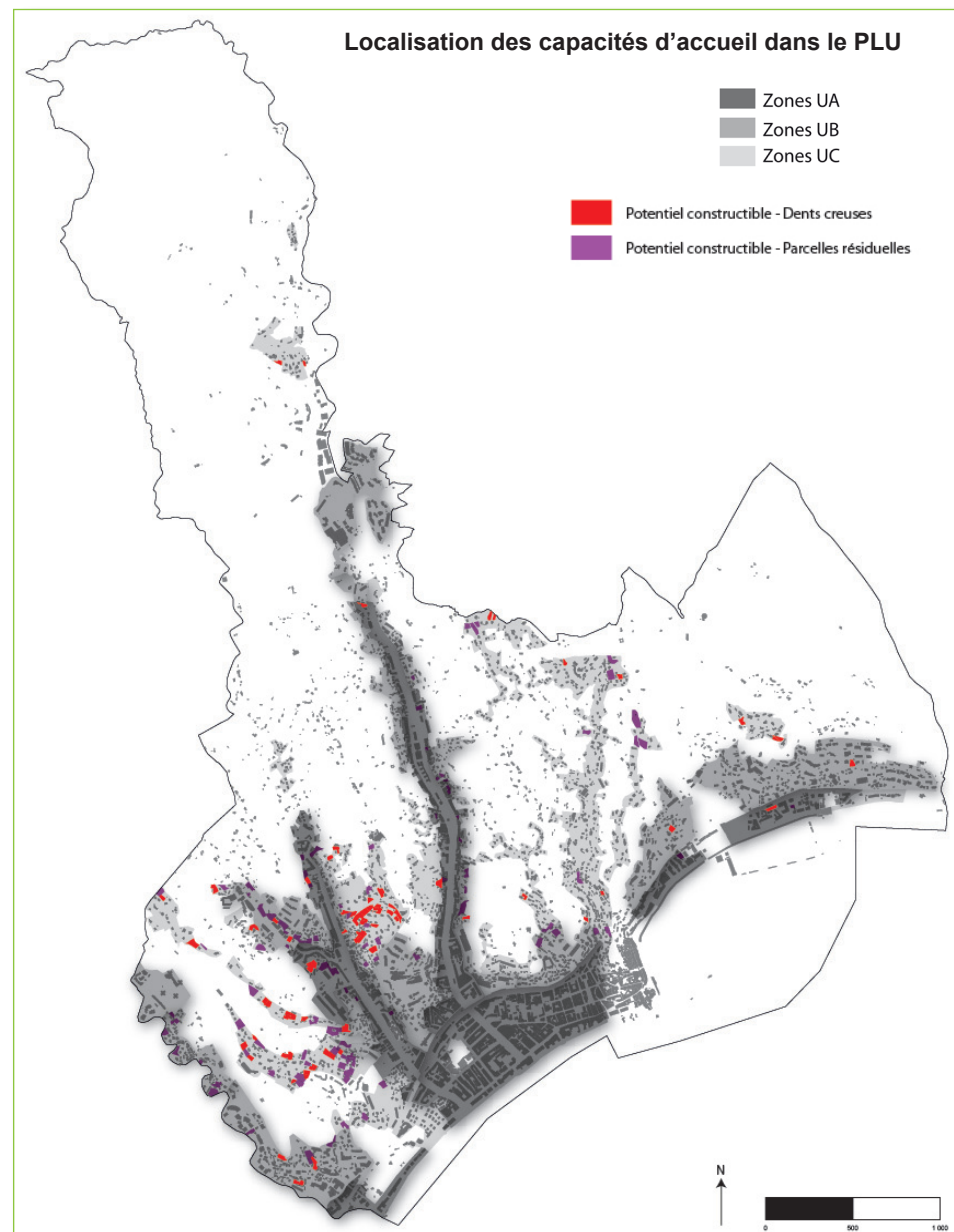 Localisation des capacités d’accueil dans le PLU
Zones UA
Zones UB
Zones UC
Potentiel constructible - Dents creuses
Potentiel constructible - Parcelles résiduelles
N
0 500 1 000